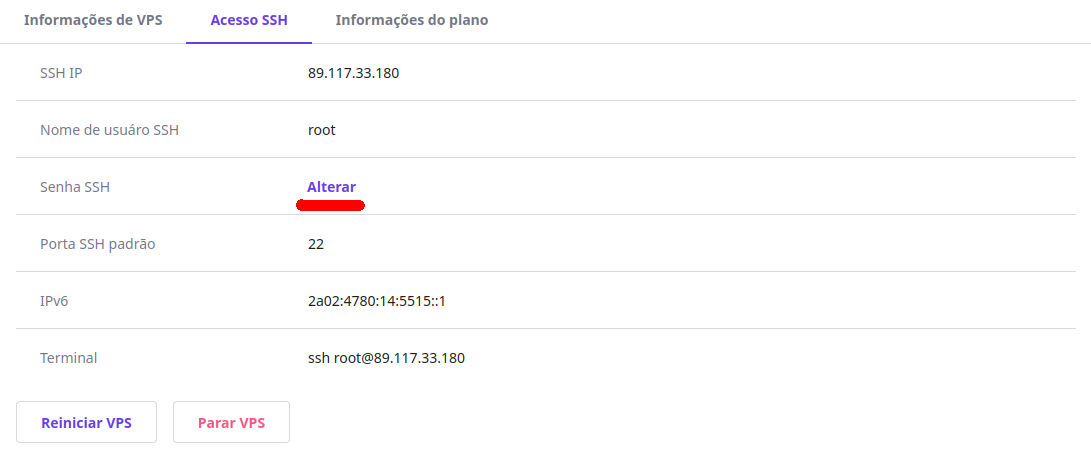 Informações de VPS Acesso SSH Informações do plano
SSH IP 89.117.33.180
Nome de usuáro SSH root
Senha SSH Alterar
Porta SSH padrão 22
IPv6 2a02:4780:14:5515::1
Terminal ssh root@89.117.33.180
Reiniciar VPS Parar VPS